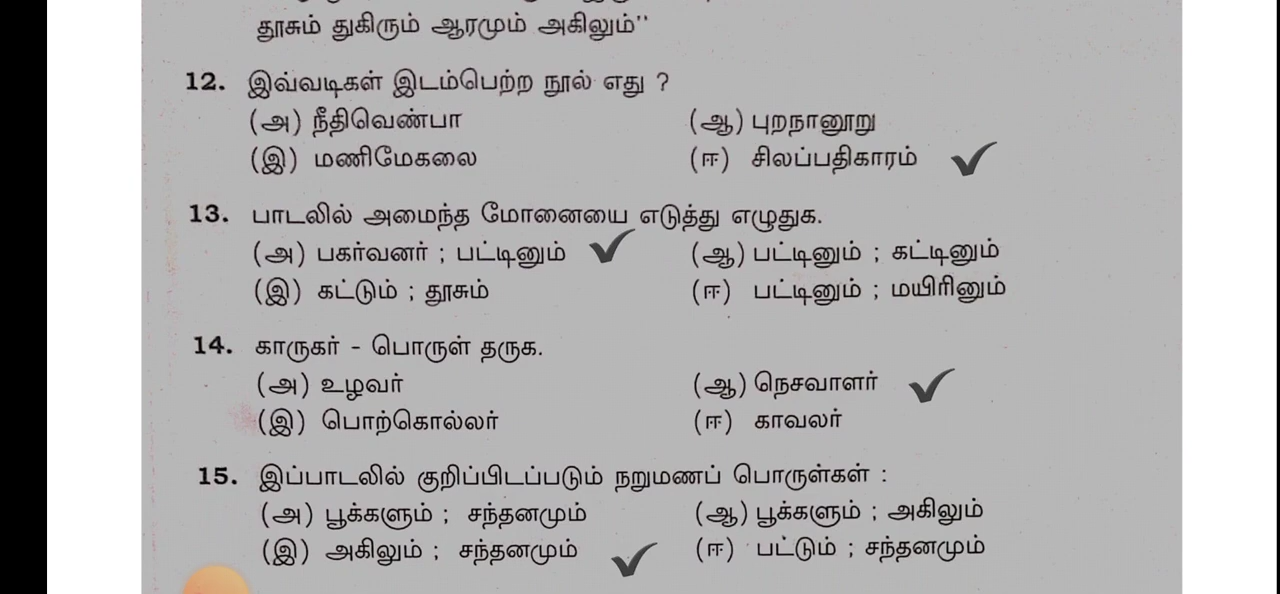 தூசும் துகிரும் ஆரமும் அகிலும்''
12. இவ்வடிகள் இடம்பெற்ற நூல் எது ?
(அ) நீதிவெண்பா (ஆ) புறநானூறு
(இ) மணிமேகலை (ஈ) சிலப்பதிகாரம்
13. பாடலில் அமைந்த மோனையை எடுத்து எழுதுக.
(அ) பகர்வனர் ; பட்டினும் (ஆ) பட்டினும் ; கட்டினும்
(இ) கட்டும் ; தூசும் (ஈ) பட்டினும் ; மயிரினும்
14. காருகர் - பொருள் தருக.
(அ) உழவர் (ஆ) நெசவாளர்
(இ) பொற்கொல்லர் (ஈ) காவலர்
15. இப்பாடலில் குறிப்பிடப்படும் நறுமணப் பொருள்கள் :
(அ) பூக்களும் ; சந்தனமும் (ஆ) பூக்களும் ; அகிலும்
(இ) அகிலும் ; சந்தனமும் (ஈ) பட்டும் ; சந்தனமும்